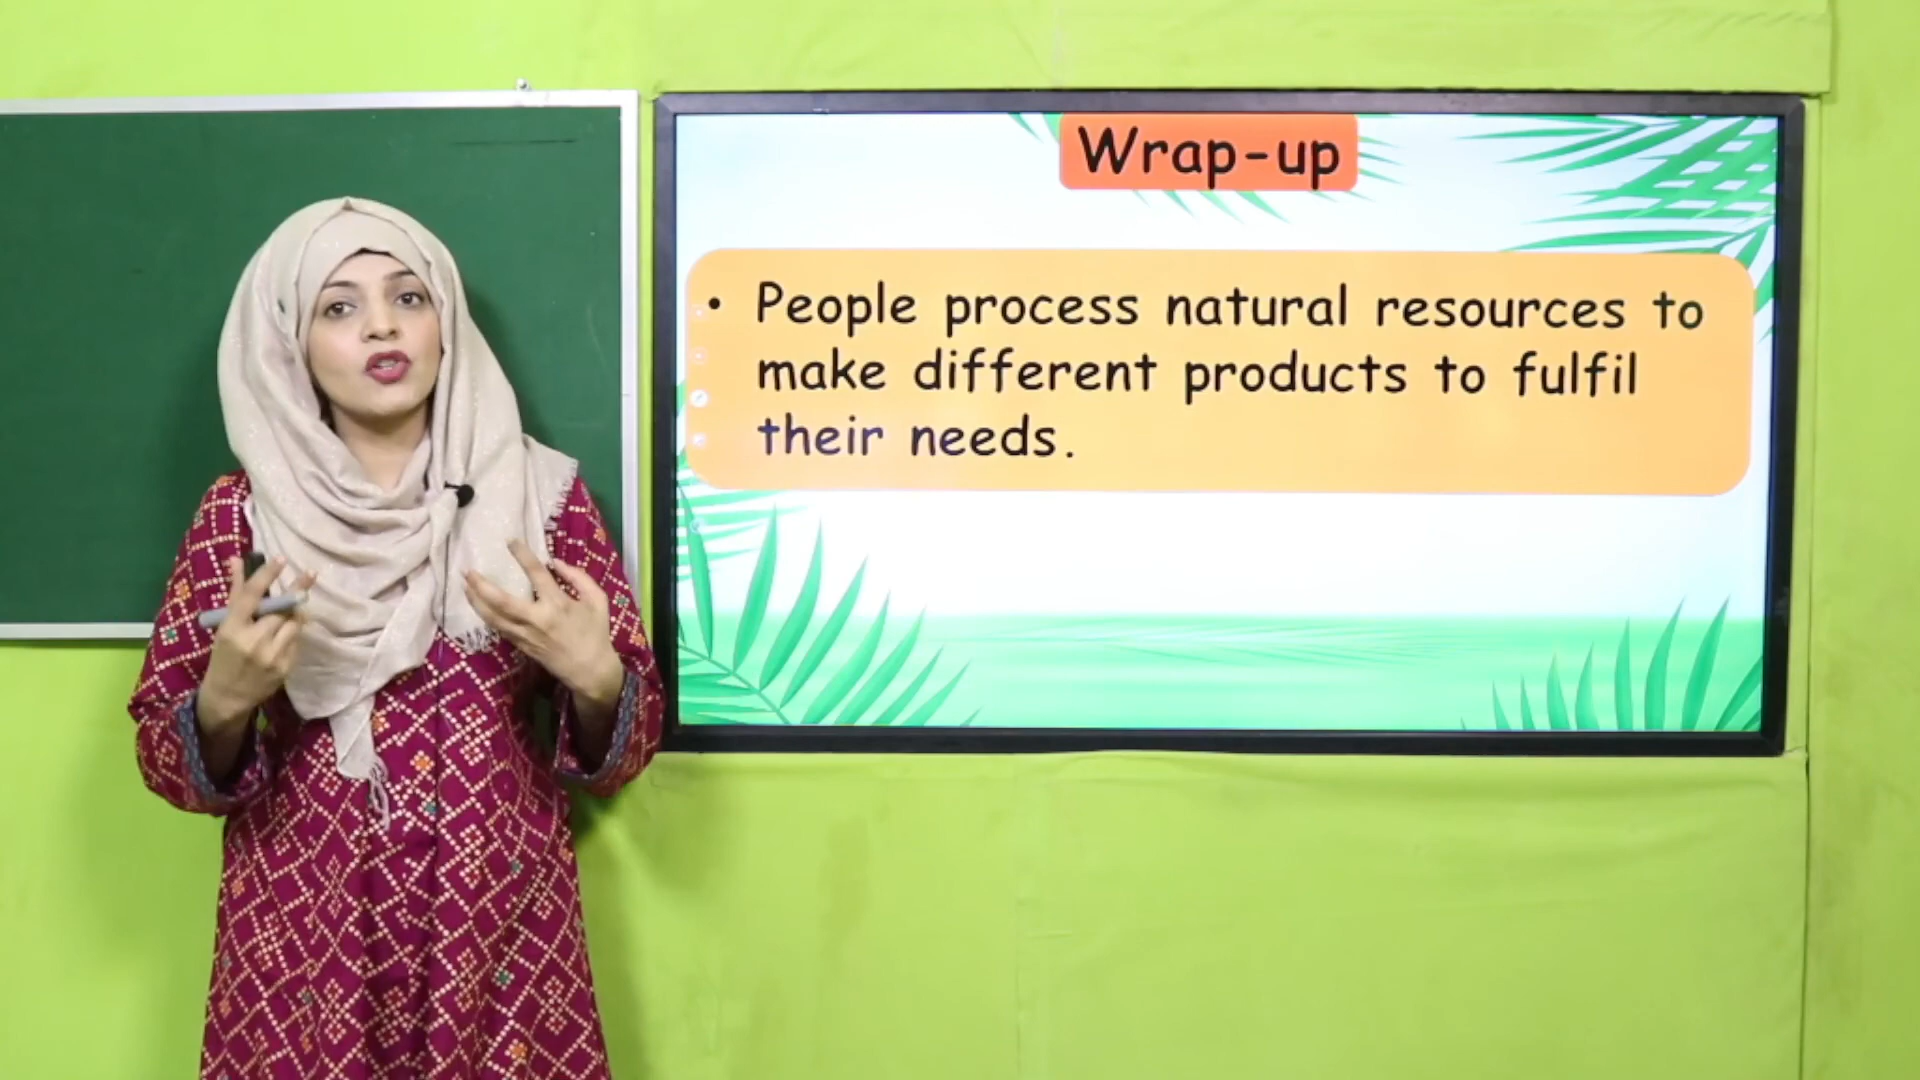 Wrap-up
• People process natural resources to
make different products to fulfil
their needs.